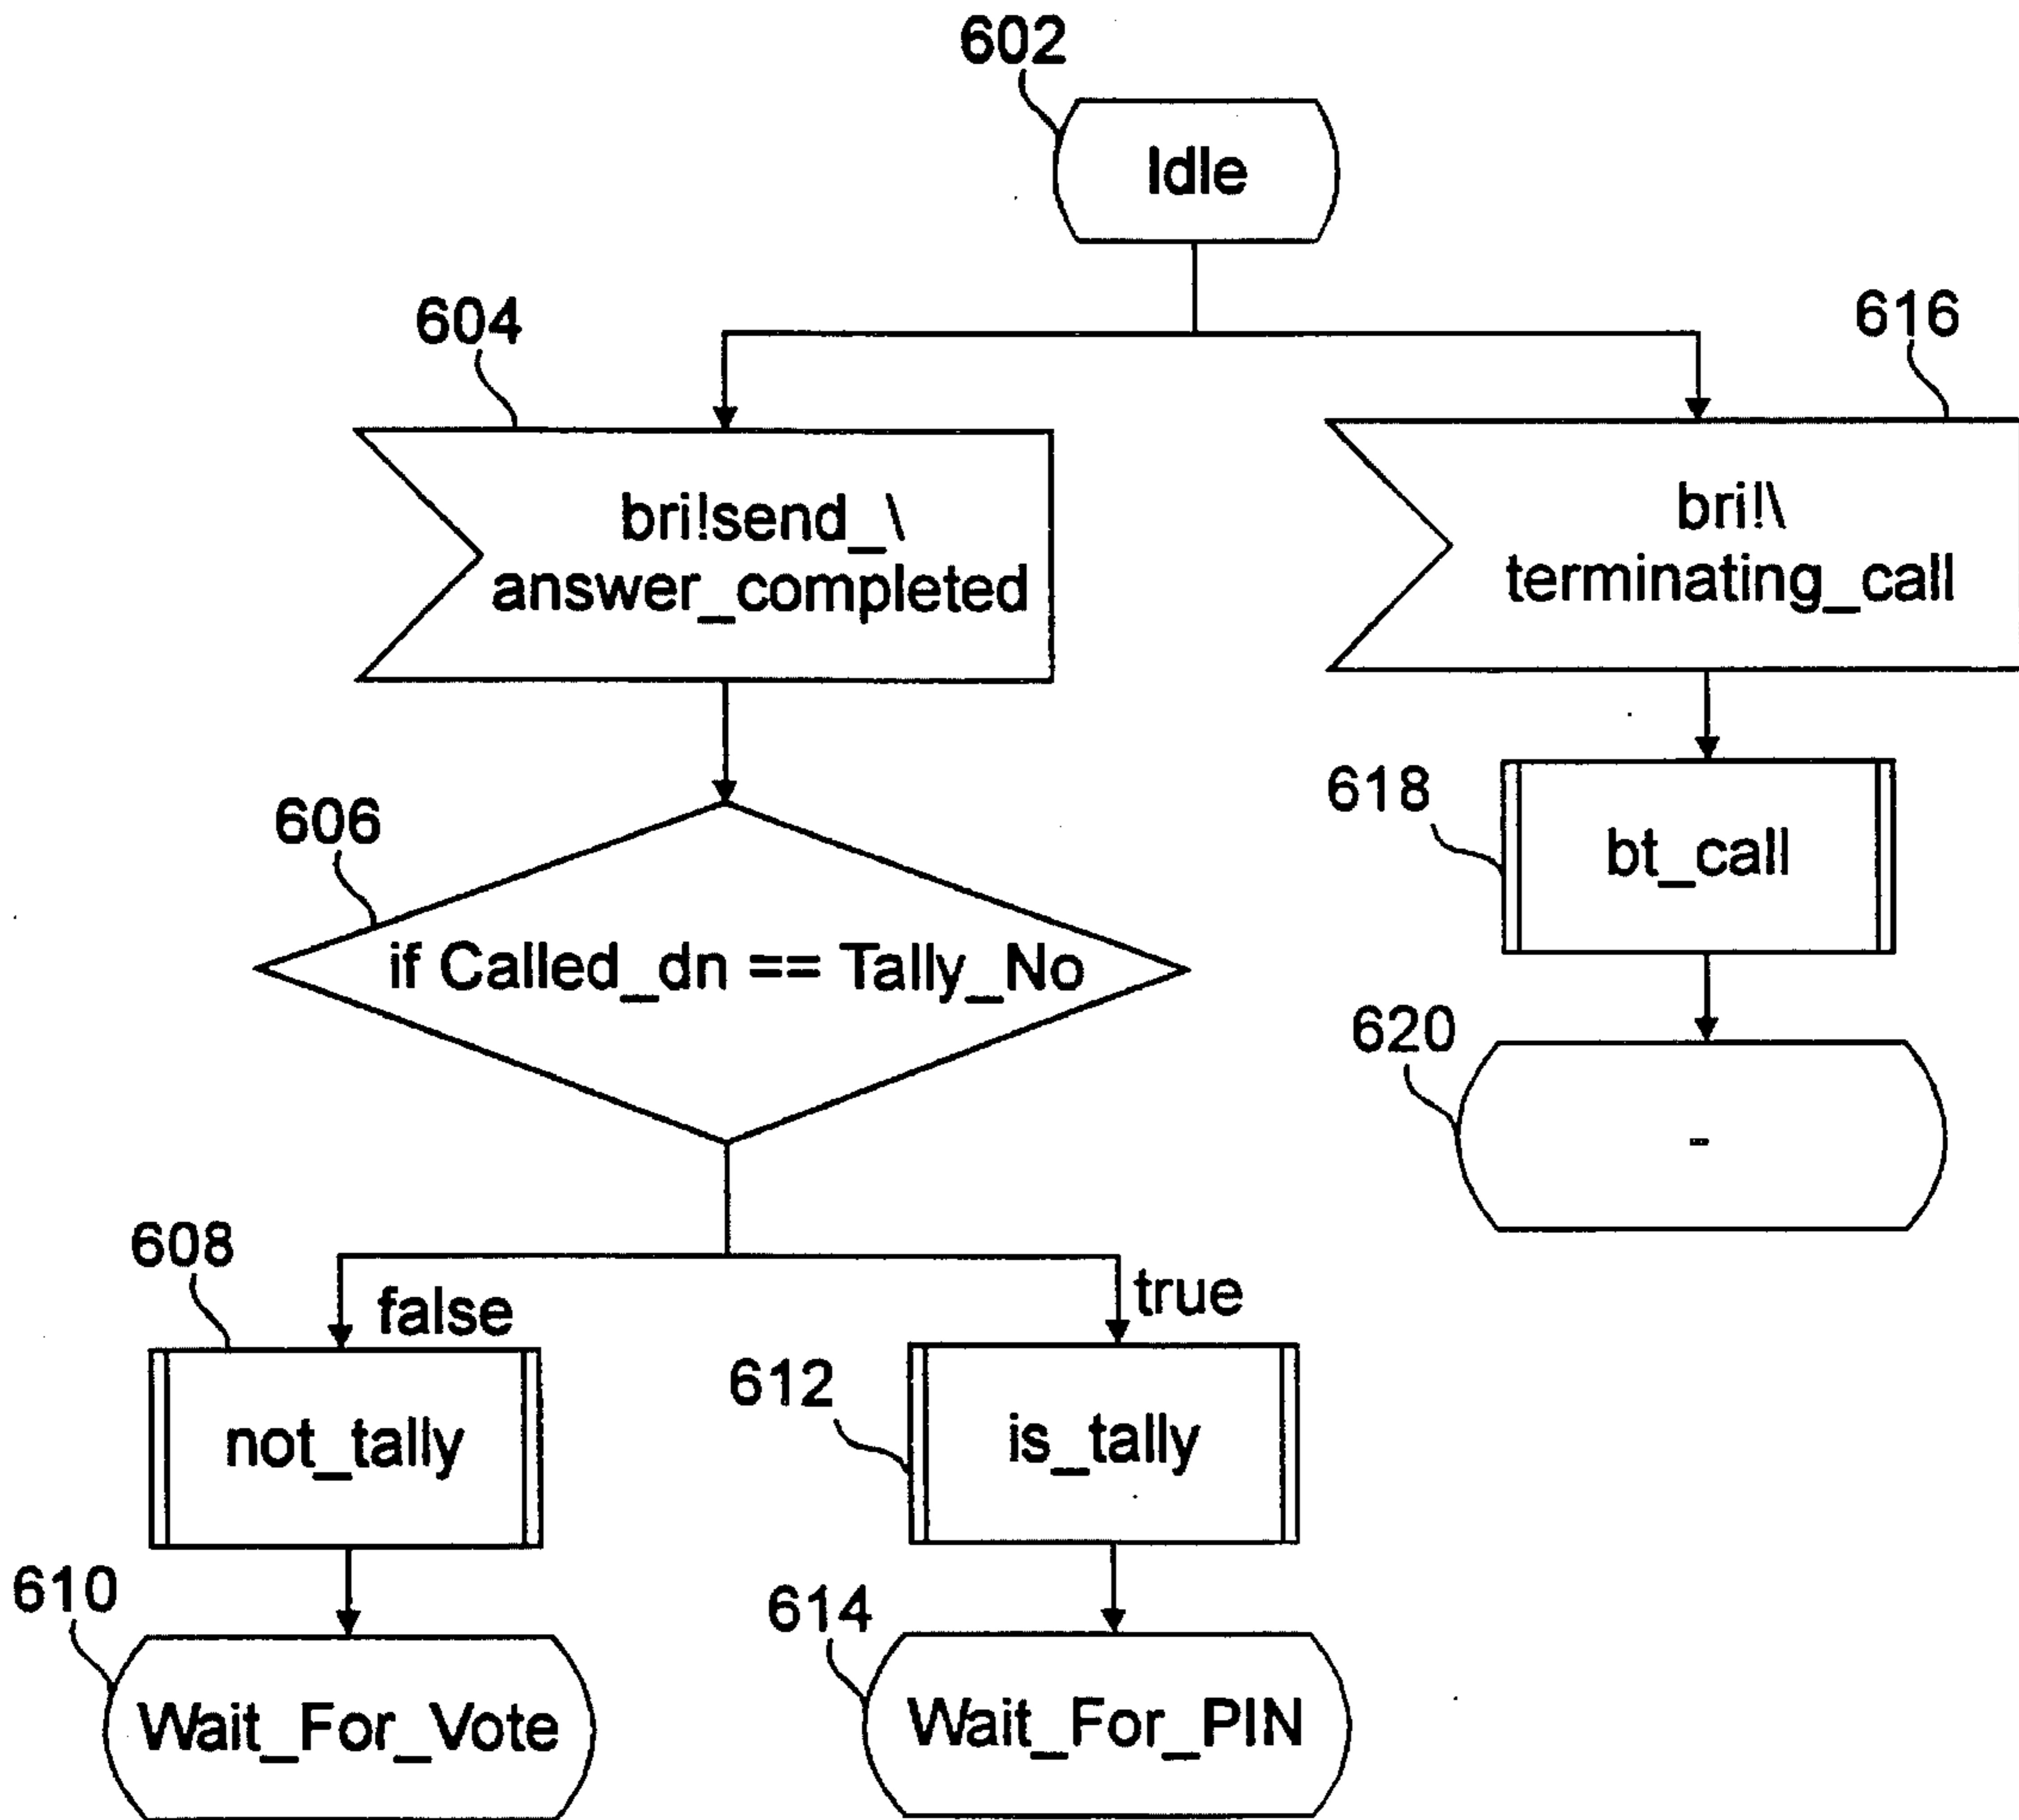 602
Idle
604
616
bri!send_\
answer_completed
bri!\
terminating_call
606
618
bt_call
if Called_dn == Tally_No
620
-
608
false
true
612
not_tally
is_tally
610
614
Wait_For_Vote
Wait_For_PIN